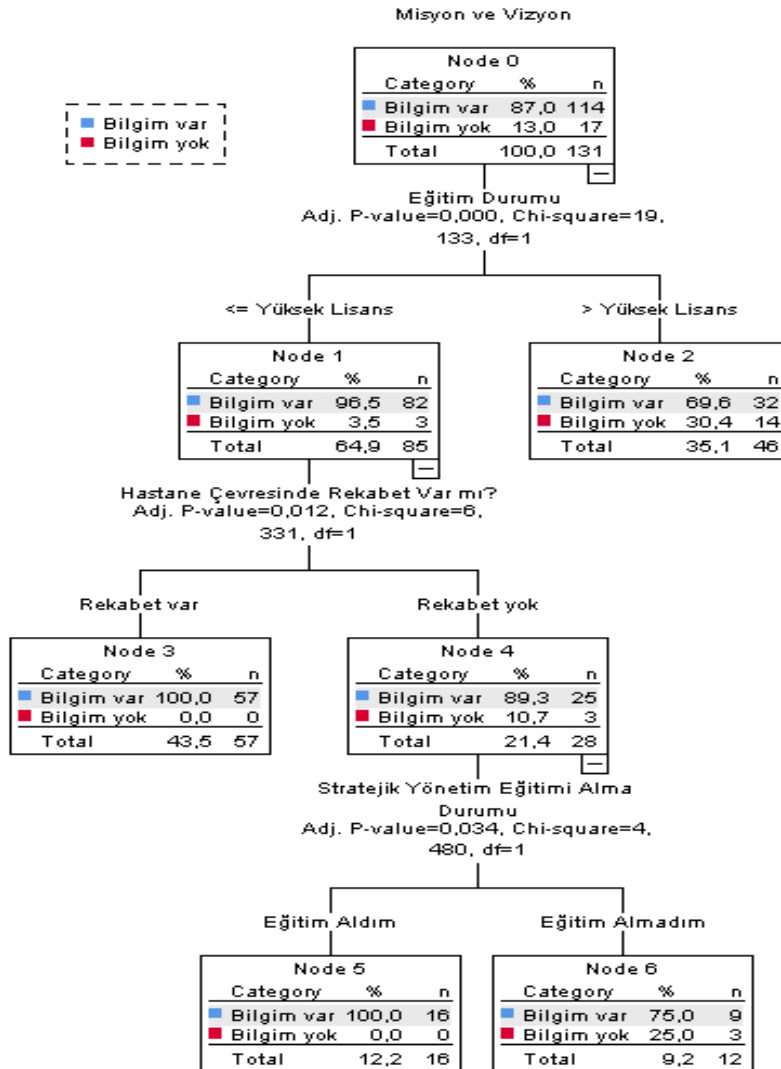 Misyon ve Vizyon
Node 0
Category % n
Bilgim var 87,0 114
Bilgim yok 13,0 17
Total 100,0 131
Bilgim var
Bilgim yok
Eğitim Durumu
Adj. P-value=0,000, Chi-square=19,
133, df=1
<= Yüksek Lisans
> Yüksek Lisans
Node 1
Category % n
Bilgim var 96,5 82
Bilgim yok 3,5 3
Total 64,9 85
Node 2
Category % n
Bilgim var 69,6 32
Bilgim yok 30,4 14
Total 35,1 46
Hastane Çevresinde Rekabet Var mı?
Adj. P-value=0,012, Chi-square=6,
331, df=1
Rekabet var
Rekabet yok
Node 3
Category % n
Bilgim var 100,0 57
Bilgim yok 0,0 0
Total 43,5 57
Node 4
Category % n
Bilgim var 89,3 25
Bilgim yok 10,7 3
Total 21,4 28
Stratejik Yönetim Eğitimi Alma
Durumu
Adj. P-value=0,034, Chi-square=4,
480, df=1
Eğitim Aldım
Eğitim Almadım
Node 5
Category % n
Bilgim var 100,0 16
Bilgim yok 0,0 0
Total 12,2 16
Node 6
Category % n
Bilgim var 75,0 9
Bilgim yok 25,0 3
Total 9,2 12